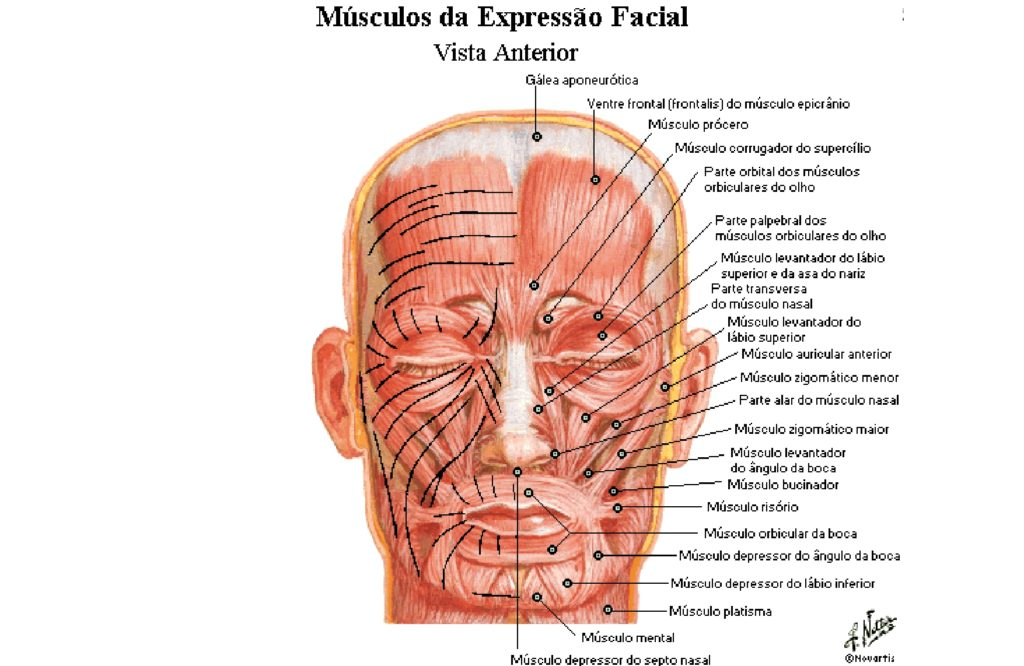 Músculos da Expressão Facial
Vista Anterior
Gálea aponeurótica
Ventre frontal (frontalis) do músculo epicrânio
Músculo prócero
Músculo corrugador do supercílio
Parte orbital dos músculos
orbiculares do olho
Parte palpebral dos
músculos orbiculares do olho
Músculo levantador do lábio
superior e da asa do nariz
Parte transversa
do músculo nasal
Músculo levantador do
lábio superior
Músculo auricular anterior
Músculo zigomático menor
Parte alar do músculo nasal
Músculo zigomático maior
Músculo levantador
do ângulo da boca
Músculo bucinador
Músculo risório
Músculo orbicular da boca
Músculo depressor do ângulo da boca
Músculo depressor do lábio inferior
Músculo platisma
Músculo mental
Músculo depressor do septo nasal
F. Netter
©Novartis